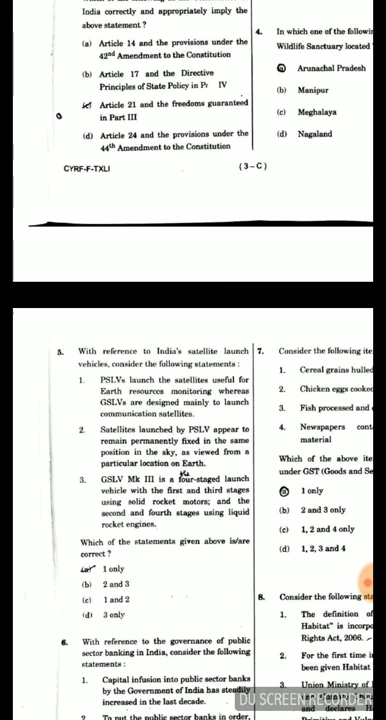 India correctly and appropriately imply the
above statement ?
(a) Article 14 and the provisions under the
42nd Amendment to the Constitution
(b) Article 17 and the Directive
Principles of State Policy in IV
Article 21 and the freedoms guaranteed
in Part III
(d) Article 24 and the provisions under the
44th Amendment to the Constitution
CYRF-F-TXLI
(3-C)
4. In which one of the
Wildlife Sanctuary located
(a) Arunachal Pradesh
(b) Manipur
(c) Meghalaya
(d) Nagaland
5. With reference to India's satellite launch
vehicles, consider the following statements :
1. PSLVs launch the satellites useful for
Earth resources monitoring whereas
GSLVs are designed mainly to launch
communication satellites.
2. Satellites launched by PSLV appear to
remain permanently fixed in the same
position in the sky, as viewed from a
particular location on Earth.
3. GSLV Mk III is a four-staged launch
vehicle with the first and third stages
using solid rocket motors; and the
second and fourth stages using liquid
rocket engines.
Which of the statements given above is/are
correct ?
1 only
(b) 2 and 3
(c) 1 and 2
(d) 3 only
6. With reference to the governance of public
sector banking in India, consider the following
statements :
1. Capital infusion into public sector banks
by the Government of India has steadily
increased in the last decade.
2. To put the public sector banks in order,
7. Consider the following
1. Cereal grains hulled
2. Chicken eggs cooked
3. Fish processed and
4. Newspapers
material
Which of the above
under GST (Goods and
(a) 1 only
(b) 2 and 3 only
(c) 1, 2 and 4 only
(d) 1, 2, 3 and 4
8. Consider the following
1. The definition of
Habitat" is
Rights Act, 2006.
2. For the first time
been given Habitat
3. Union Ministry of
and declares
DU SCREEN RECORDER